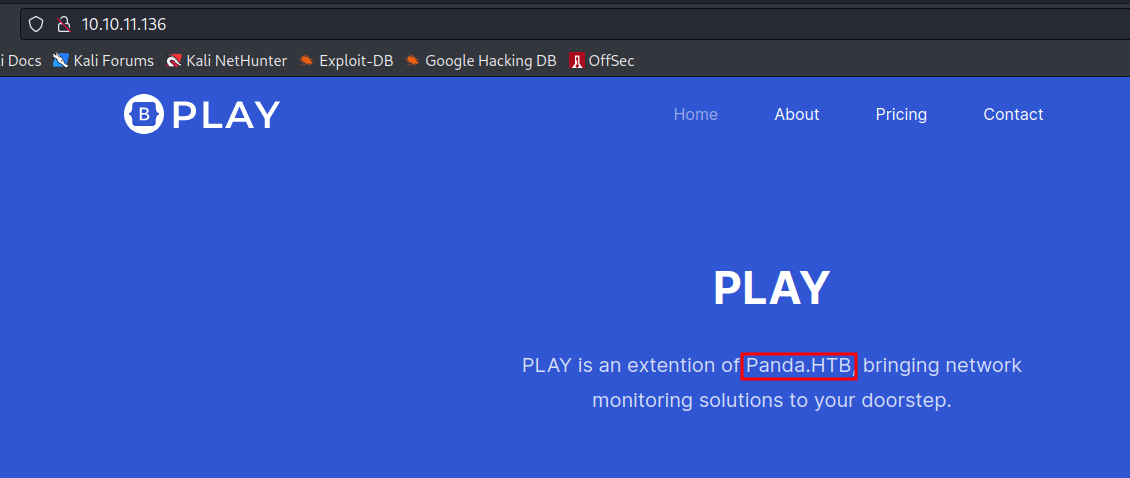 10.10.11.136
i Docs Kali Forums Kali NetHunter Exploit-DB Google Hacking DB OffSec
B PLAY Home About Pricing Contact
PLAY
PLAY is an extention of Panda.HTB, bringing network
monitoring solutions to your doorstep.